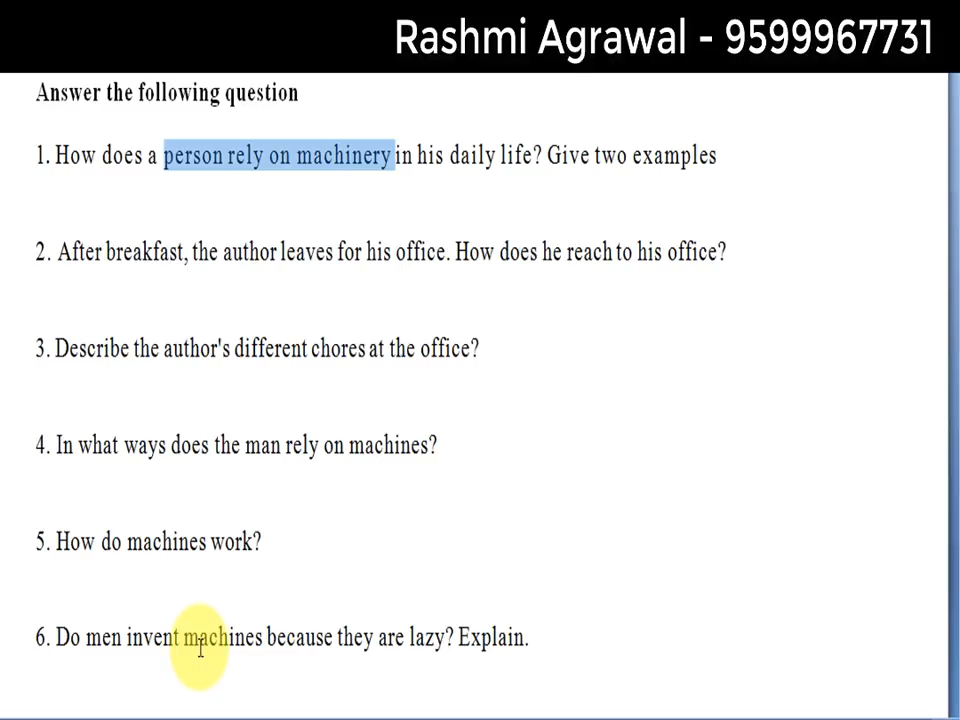 Rashmi Agrawal - 9599967731
Answer the following question
1. How does a person rely on machinery in his daily life? Give two examples
2. After breakfast, the author leaves for his office. How does he reach to his office?
3. Describe the author's different chores at the office?
4. In what ways does the man rely on machines?
5. How do machines work?
6. Do men invent machines because they are lazy? Explain.